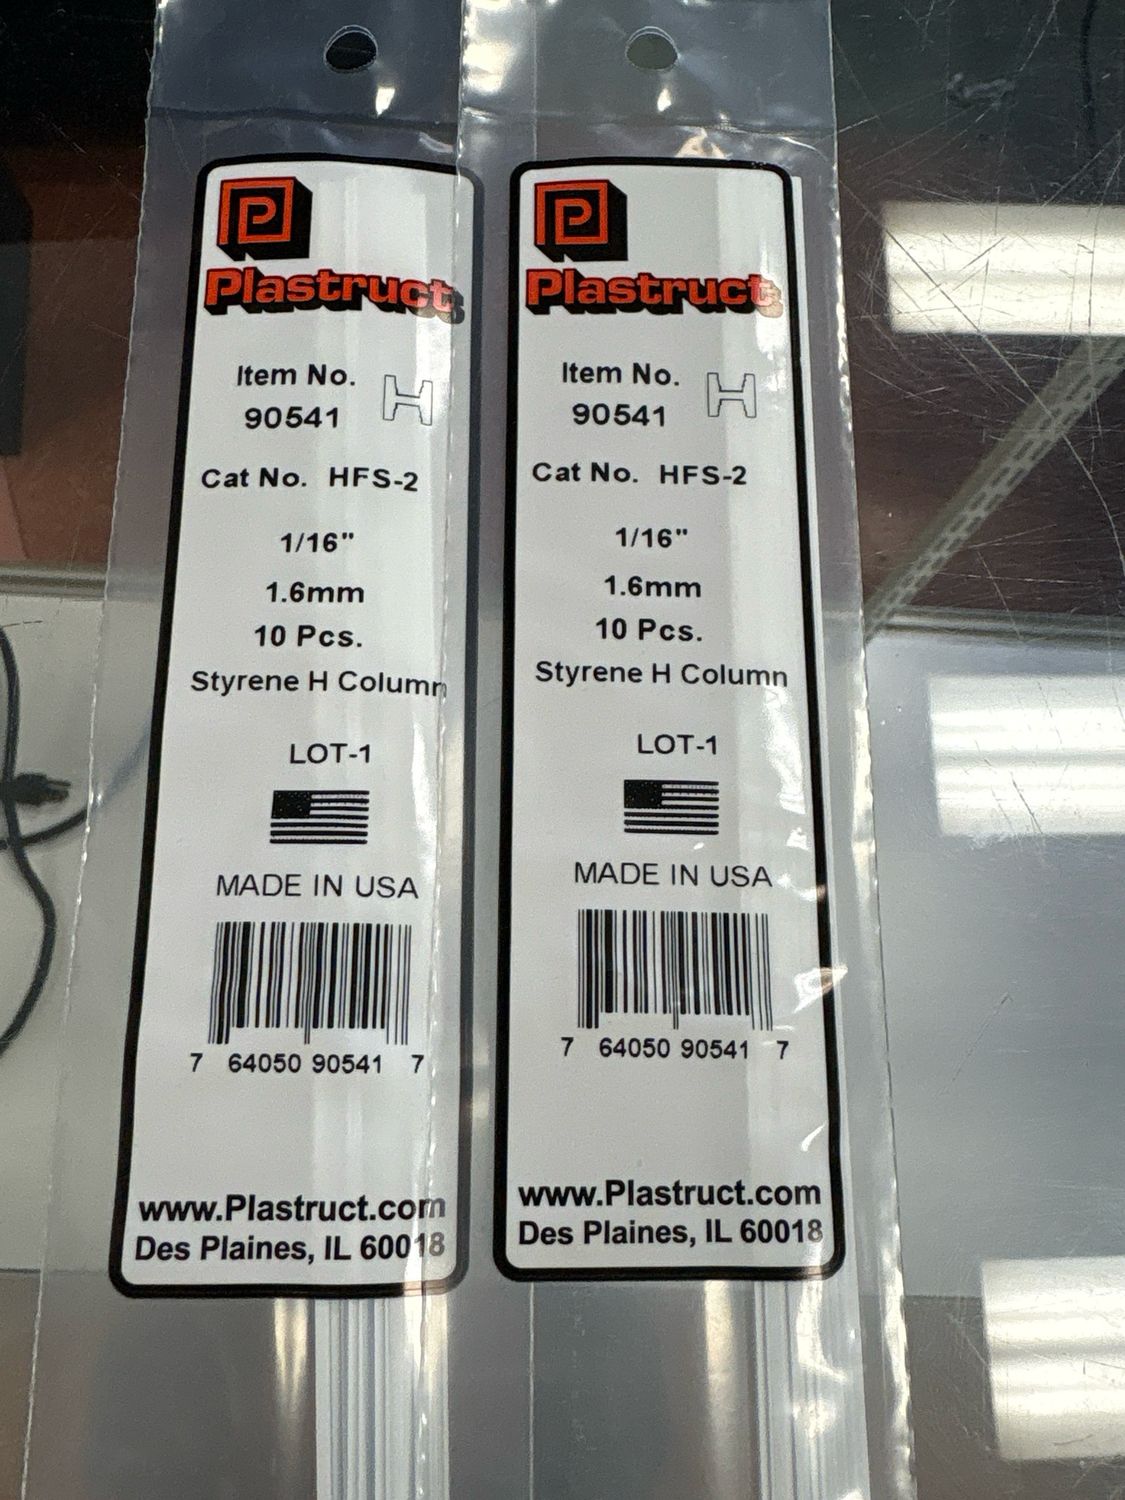 P
Plastruct
Item No.
90541
Cat No. HFS-2
1/16"
1.6mm
10 Pcs.
Styrene H Column
LOT-1
MADE IN USA
7 64050 90541 7
www.Plastruct.com
Des Plaines, IL 60018
P
Plastruct
Item No.
90541
Cat No. HFS-2
1/16"
1.6mm
10 Pcs.
Styrene H Column
LOT-1
MADE IN USA
7 64050 90541 7
www.Plastruct.com
Des Plaines, IL 60018